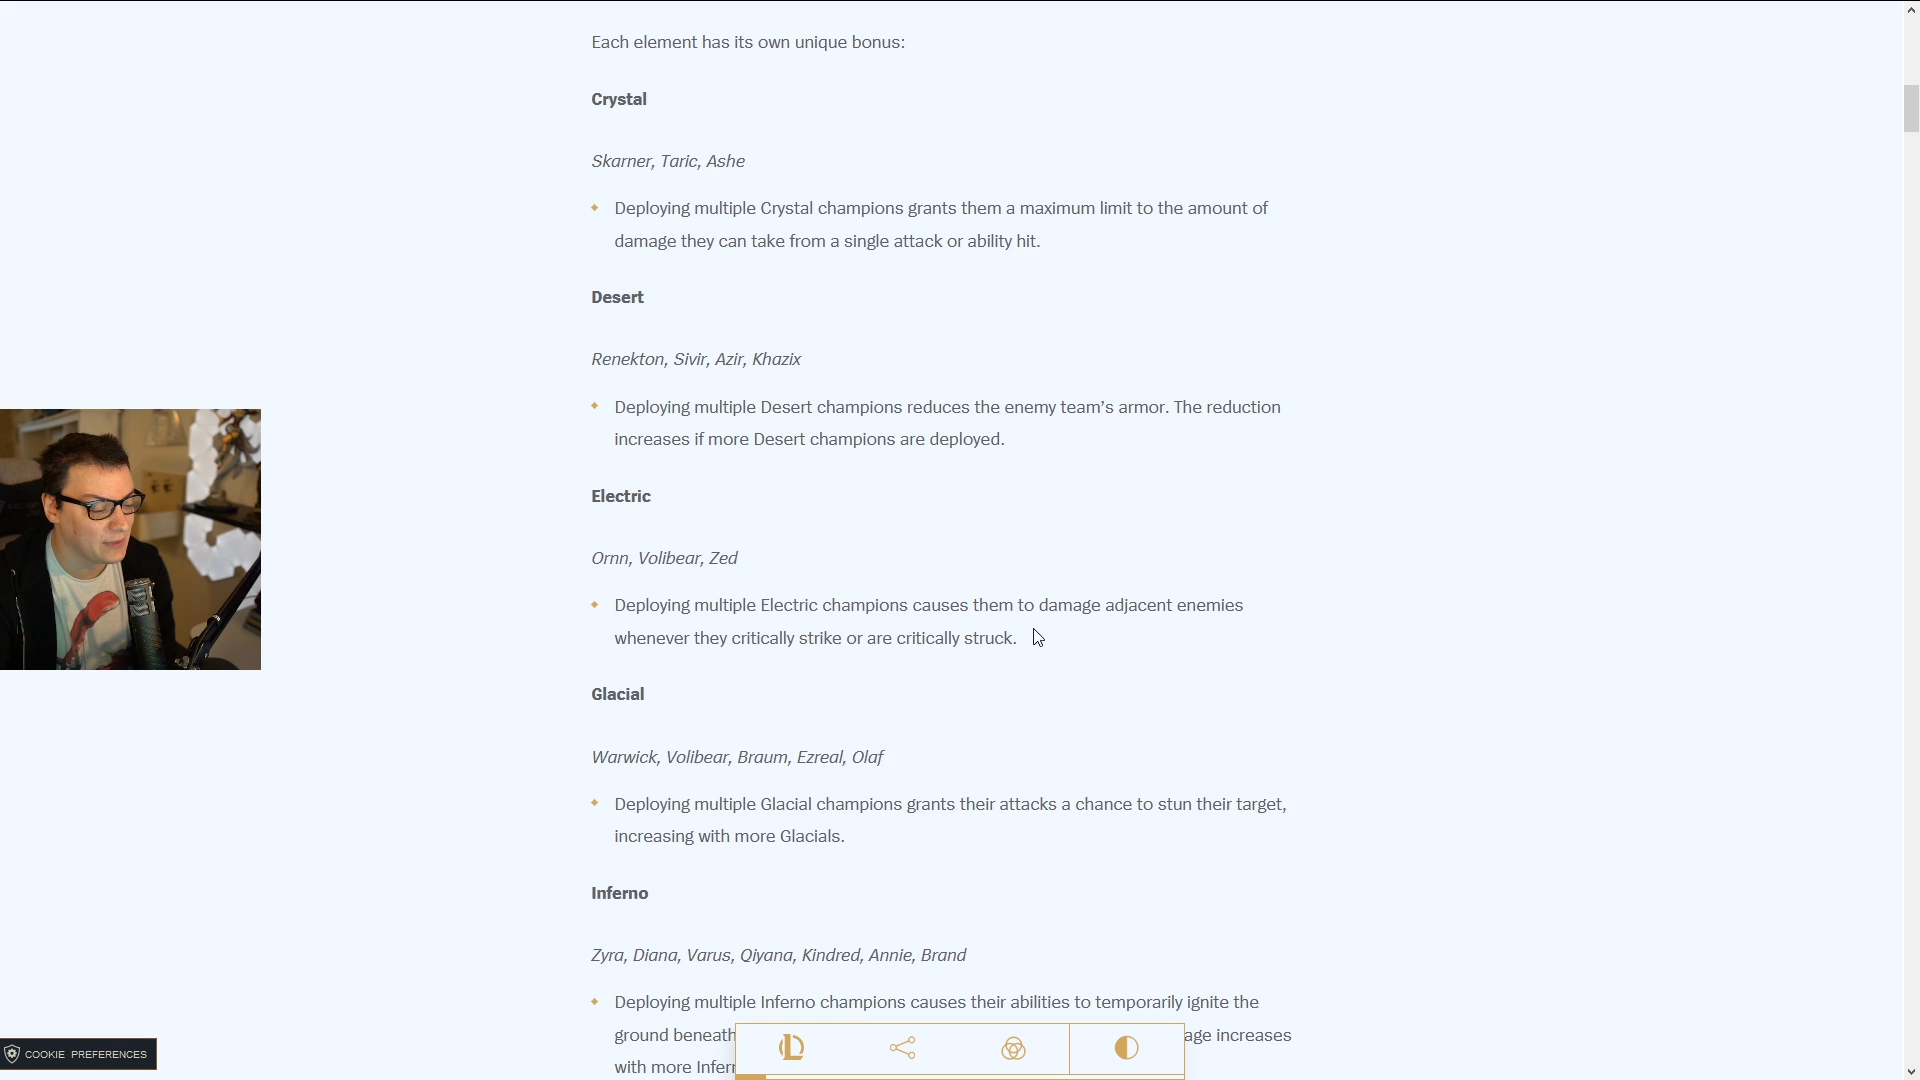 Each element has its own unique bonus:
Crystal
Skarner, Taric, Ashe
Deploying multiple Crystal champions grants them a maximum limit to the amount of
damage they can take from a single attack or ability hit.
Desert
Renekton, Sivir, Azir, Khazix
Deploying multiple Desert champions reduces the enemy team's armor. The reduction
increases if more Desert champions are deployed.
Electric
Ornn, Volibear, Zed
Deploying multiple Electric champions causes them to damage adjacent enemies
whenever they critically strike or are critically struck.
Glacial
Warwick, Volibear, Braum, Ezreal, Olaf
Deploying multiple Glacial champions grants their attacks a chance to stun their target,
increasing with more Glacials.
Inferno
Zyra, Diana, Varus, Qiyana, Kindred, Annie, Brand
Deploying multiple Inferno champions causes their abilities to temporarily ignite the
ground beneath age increases
with more
COOKIE PREFERENCES